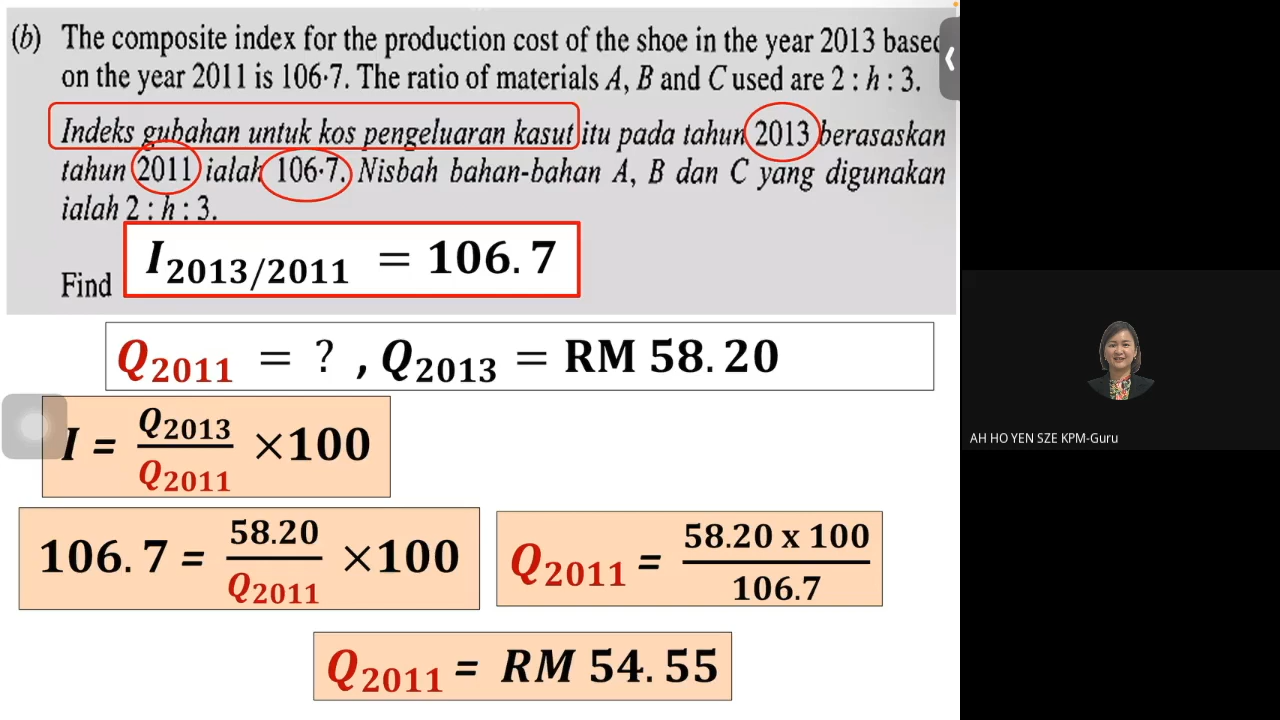 (b) The composite index for the production cost of the shoe in the year 2013 based
on the year 2011 is 106·7. The ratio of materials A, B and C used are 2 : h : 3.
Indeks gubahan untuk kos pengeluaran kasut itu pada tahun 2013 berasaskan
tahun 2011 ialah 106·7. Nisbah bahan-bahan A, B dan C yang digunakan
ialah 2 : h : 3.
I 2013/2011 = 106.7
Find
Q2011 = ? , Q2013 = RM 58.20
I = Q2013/Q2011 ×100
106.7 = 58.20/Q2011 ×100
Q2011 = 58.20 x 100/106.7
Q2011 = RM 54.55
AH HO YEN SZE KPM-Guru